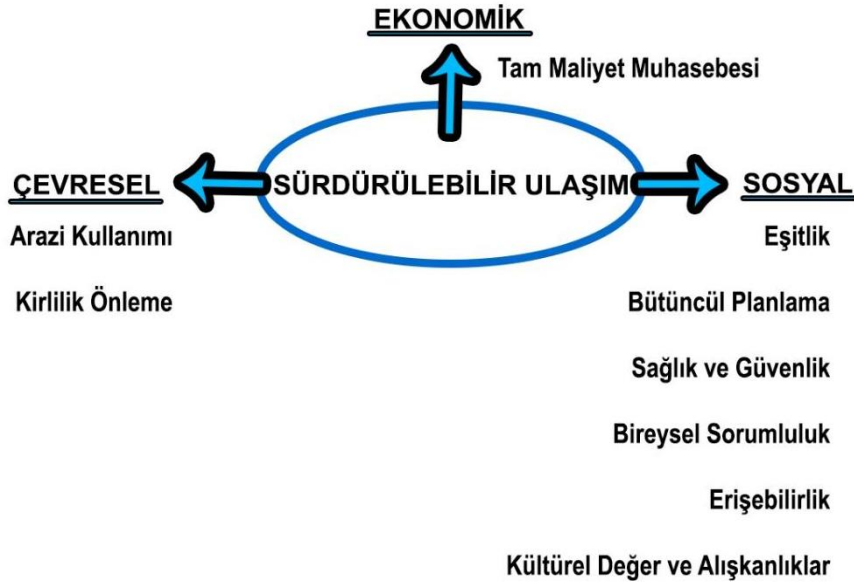 EKONOMİK
Tam Maliyet Muhasebesi
SÜRDÜRÜLEBİLİR ULAŞIM
ÇEVRESEL
Arazi Kullanımı
Kirlilik Önleme
SOSYAL
Eşitlik
Bütüncül Planlama
Sağlık ve Güvenlik
Bireysel Sorumluluk
Erişebilirlik
Kültürel Değer ve Alışkanlıklar